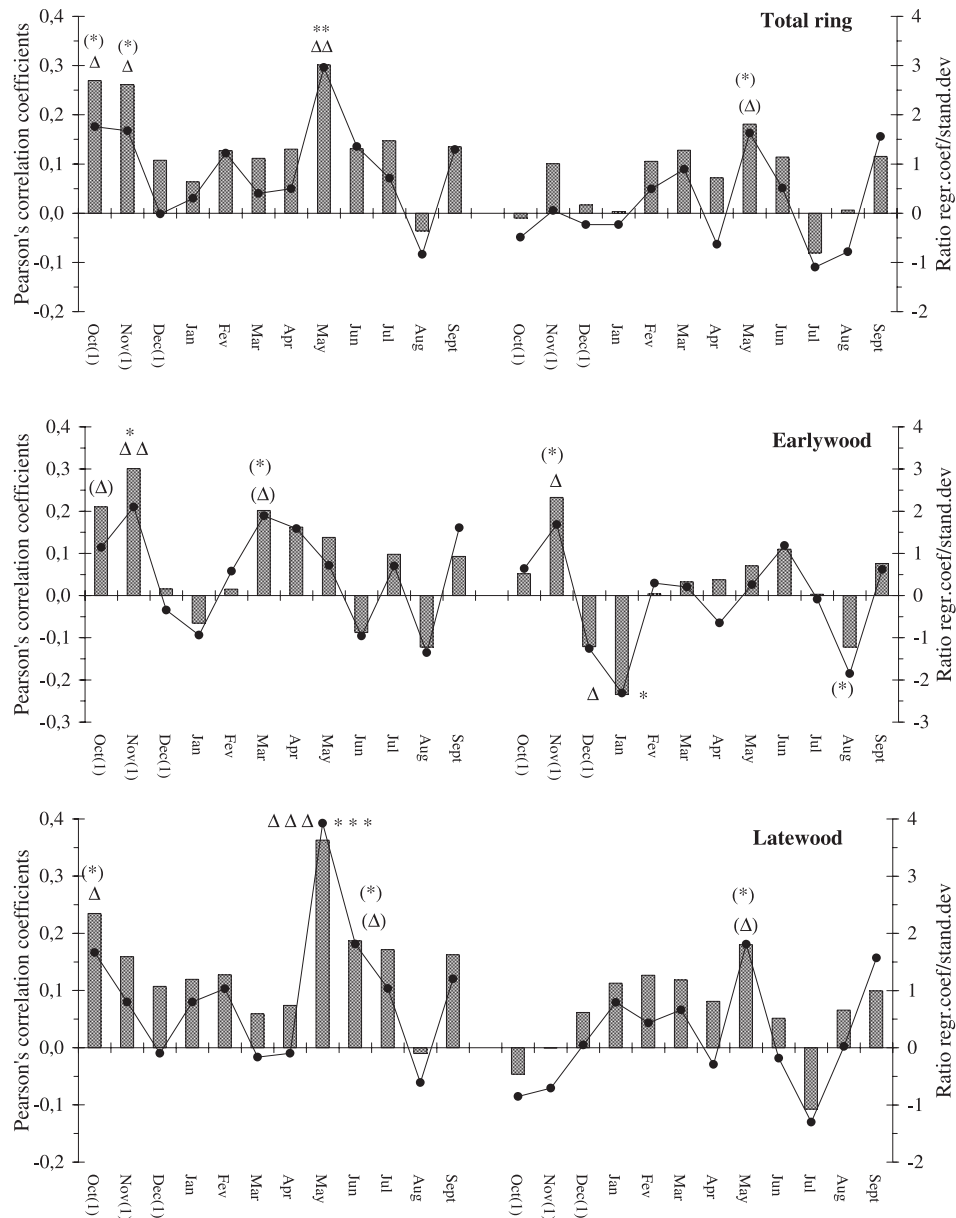 Total ring
Pearson's correlation coefficients
0,4
0,3
0,2
0,1
0,0
-0,1
-0,2
(*) (*) ** (*)
Δ Δ ΔΔ (Δ)
4
3
2
1
0
-1
-2
Ratio regr.coef/stand.dev
Oct(1) Nov(1) Dec(1) Jan Fev Mar Apr May Jun Jul Aug Sept Oct(1) Nov(1) Dec(1) Jan Fev Mar Apr May Jun Jul Aug Sept
Earlywood
Pearson's correlation coefficients
0,4
0,3
0,2
0,1
0,0
-0,1
-0,2
-0,3
* (*) (*)
(Δ) Δ Δ (Δ) Δ
Δ * (*)
4
3
2
1
0
-1
-2
-3
Ratio regr.coef/stand.dev
Oct(1) Nov(1) Dec(1) Jan Fev Mar Apr May Jun Jul Aug Sept Oct(1) Nov(1) Dec(1) Jan Fev Mar Apr May Jun Jul Aug Sept
Latewood
Pearson's correlation coefficients
0,4
0,3
0,2
0,1
0,0
-0,1
-0,2
Δ Δ Δ * * *
(*) (*) (*)
Δ (Δ) (Δ)
4
3
2
1
0
-1
-2
Ratio regr.coef/stand.dev
Oct(1) Nov(1) Dec(1) Jan Fev Mar Apr May Jun Jul Aug Sept Oct(1) Nov(1) Dec(1) Jan Fev Mar Apr May Jun Jul Aug Sept